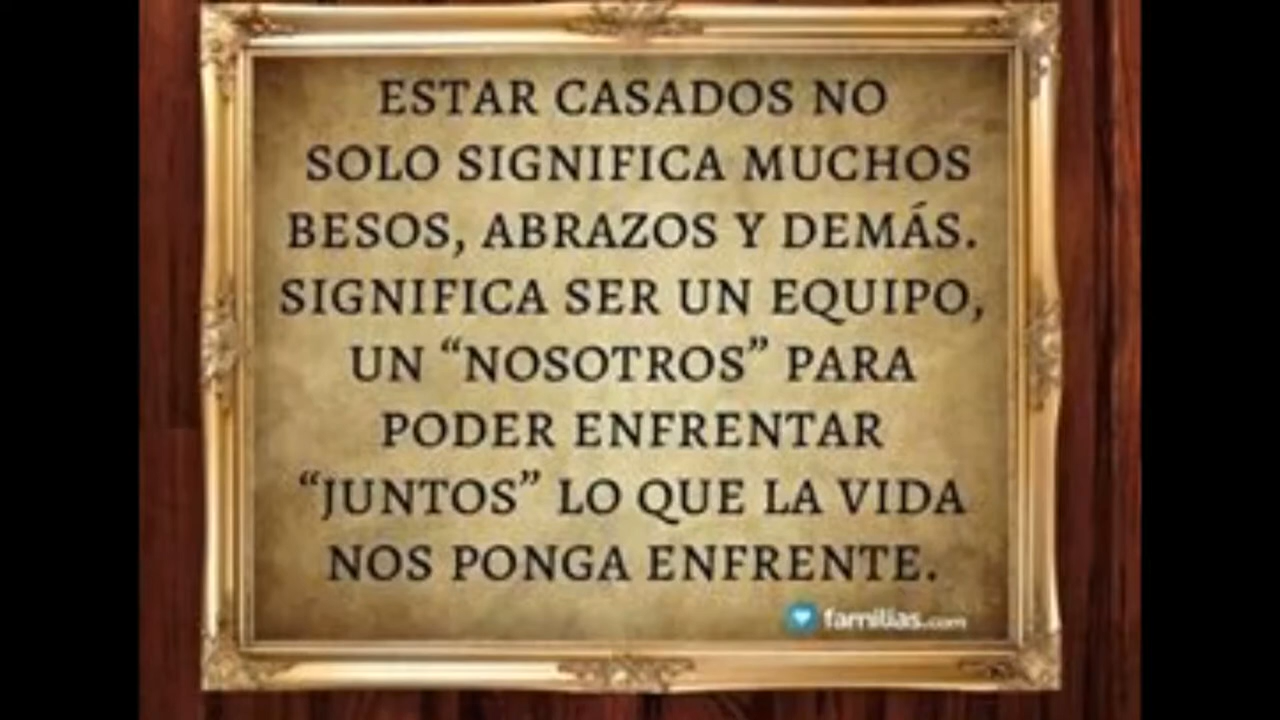 ESTAR CASADOS NO
SOLO SIGNIFICA MUCHOS
BESOS, ABRAZOS Y DEMÁS.
SIGNIFICA SER UN EQUIPO,
UN “NOSOTROS” PARA
PODER ENFRENTAR
“JUNTOS” LO QUE LA VIDA
NOS PONGA ENFRENTE.
familias.com